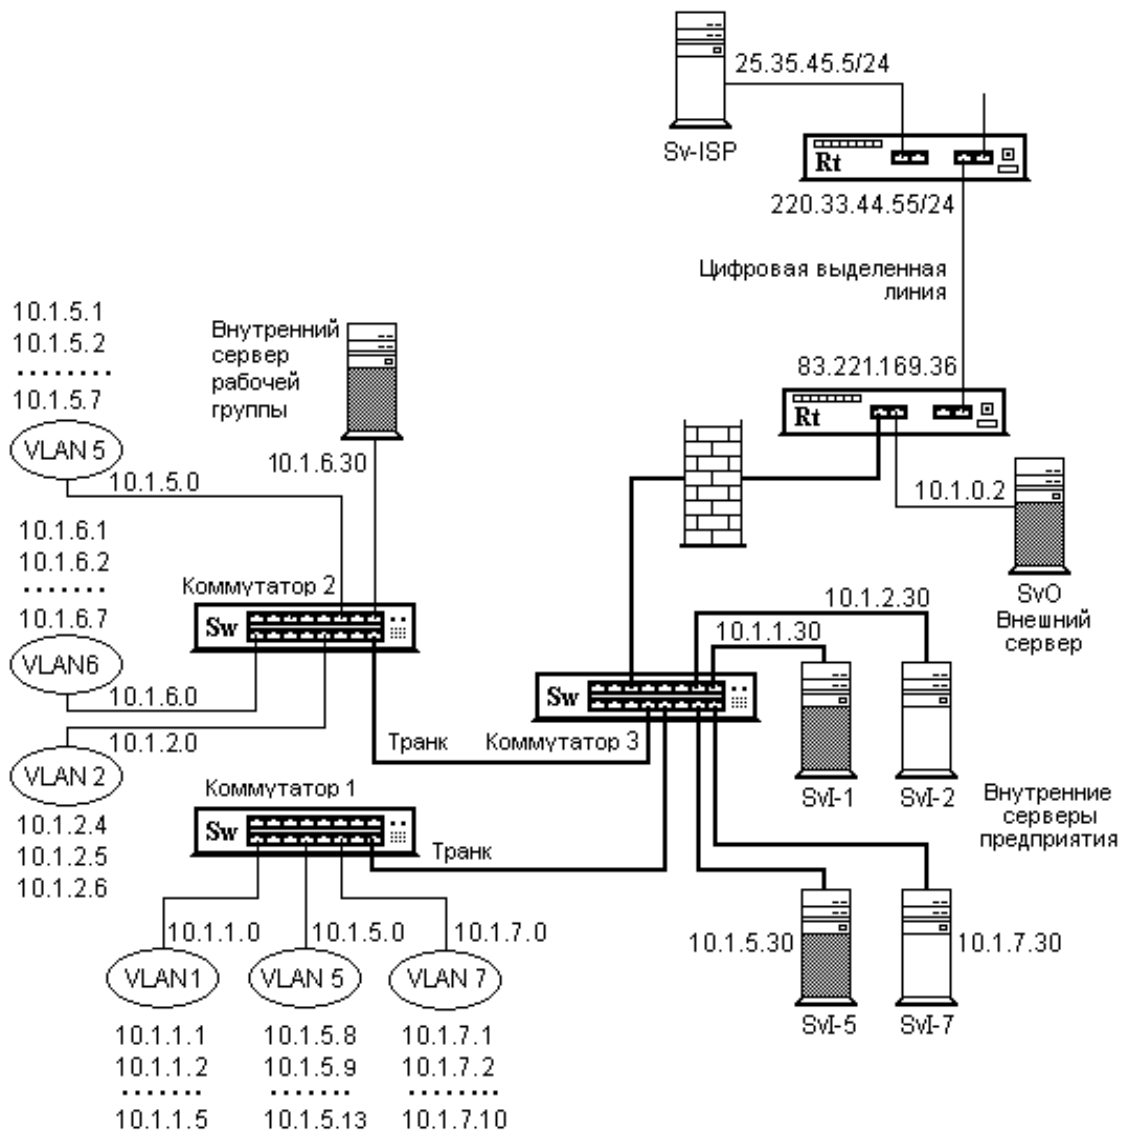 25.35.45.5/24
Sv-ISP
Rt
220.33.44.55/24
Цифровая выделенная
линия
10.1.5.1
10.1.5.2
........
10.1.5.7
VLAN 5
10.1.5.0
Внутренний
сервер
рабочей
группы
10.1.6.30
83.221.169.36
Rt
10.1.0.2
SvO
Внешний
сервер
10.1.6.1
10.1.6.2
.......
10.1.6.7
VLAN6
10.1.6.0
Коммутатор 2
Sw
10.1.2.0
VLAN 2
10.1.2.4
10.1.2.5
10.1.2.6
Транк
Коммутатор 3
Sw
10.1.2.30
10.1.1.30
SvI-1
SvI-2
Внутренние
серверы
предприятия
Коммутатор 1
Sw
Транк
10.1.5.30
10.1.7.30
SvI-5
SvI-7
10.1.1.0
10.1.5.0
10.1.7.0
VLAN1
VLAN 5
VLAN 7
10.1.1.1
10.1.1.2
.......
10.1.1.5
10.1.5.8
10.1.5.9
.......
10.1.5.13
10.1.7.1
10.1.7.2
........
10.1.7.10